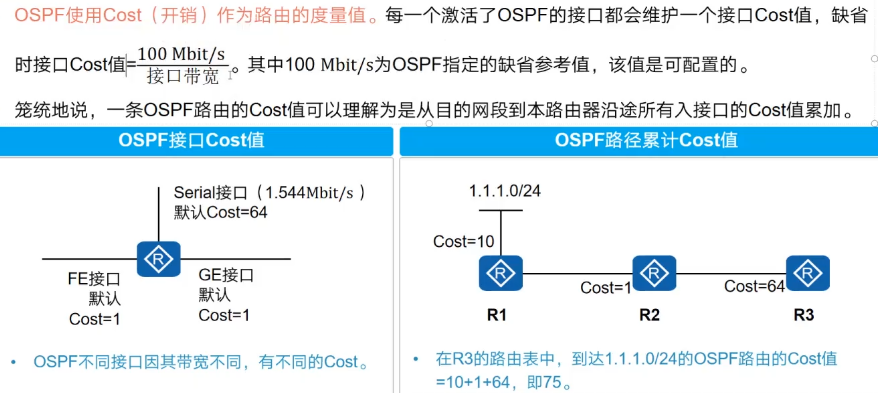 OSPF使用Cost（开销）作为路由的度量值。每一个激活了OSPF的接口都会维护一个接口Cost值，缺省
时接口Cost值=100 Mbit/s/接口带宽。其中100 Mbit/s为OSPF指定的缺省参考值，该值是可配置的。
笼统地说，一条OSPF路由的Cost值可以理解为是从目的网段到本路由器沿途所有入接口的Cost值累加。
OSPF接口Cost值
Serial接口（1.544Mbit/s ）
默认Cost=64
R
FE接口
默认
Cost=1
GE接口
默认
Cost=1
• OSPF不同接口因其带宽不同，有不同的Cost。
OSPF路径累计Cost值
1.1.1.0/24
Cost=10
R
Cost=1
R
Cost=64
R
R1
R2
R3
• 在R3的路由表中，到达1.1.1.0/24的OSPF路由的Cost值
=10+1+64，即75。